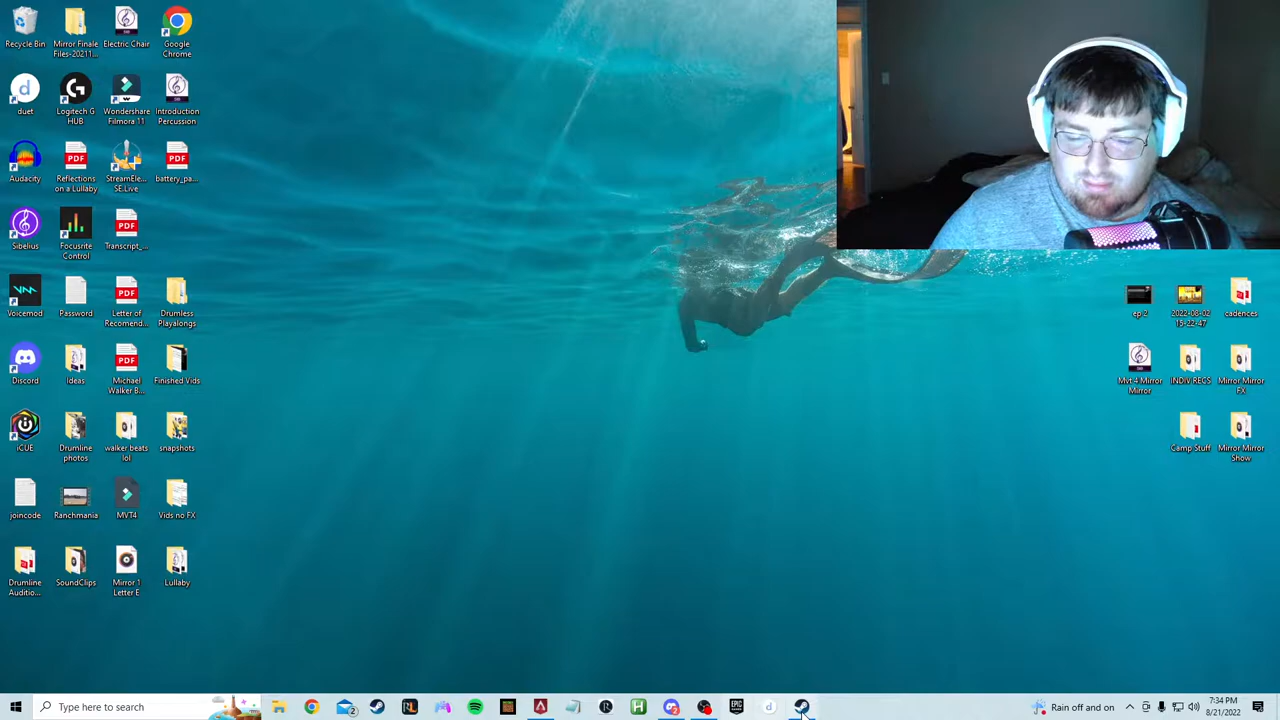 Recycle Bin
Mirror Finale
Files-20211...
Electric Chair
Google
Chrome
duet
Logitech G
HUB
Wondershare
Filmora 11
Introduction
Percussion
Audacity
PDF
Reflections
on a Lullaby
StreamEle...
SE.Live
PDF
battery_pa...
Sibelius
Focusrite
Control
PDF
Transcript_...
Voicemod
Password
PDF
Letter of
Recomend...
Drumless
Playalongs
Discord
Ideas
PDF
Michael
Walker B...
Finished Vids
iCUE
Drumline
photos
walker beats
lol
snapshots
joincode
Ranchmania
MVT4
Vids no FX
Drumline
Auditio...
SoundClips
Mirror 1
Letter E
Lullaby
ep 2
2022-08-02
15-22-47
cadences
Mvt 4 Mirror
Mirror
INDIV RECS
Mirror Mirror
FX
Camp Stuff
Mirror Mirror
Show
Type here to search
Rain off and on
7:34 PM
8/21/2022